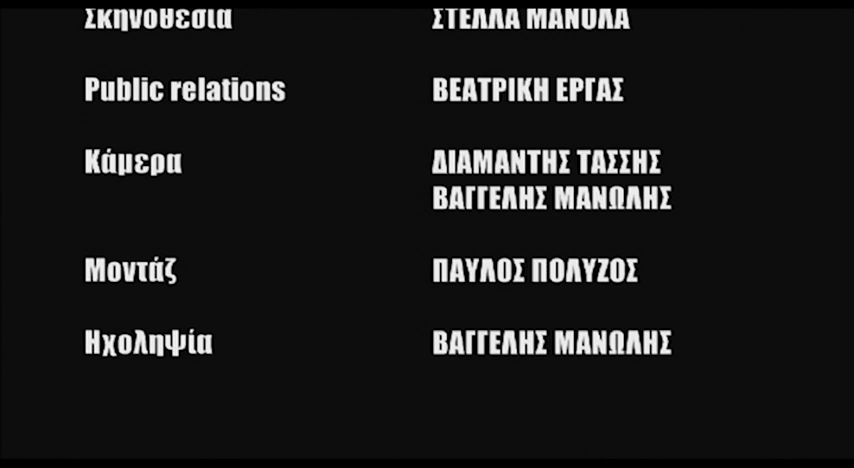 Σκηνοθεσία ΣΤΕΛΛΑ ΜΑΝΟΛΑ
Public relations ΒΕΑΤΡΙΚΗ ΕΡΓΑΣ
Κάμερα ΔΙΑΜΑΝΤΗΣ ΤΑΣΣΗΣ
ΒΑΓΓΕΛΗΣ ΜΑΝΩΛΗΣ
Μοντάζ ΠΑΥΛΟΣ ΠΟΛΥΖΟΣ
Ηχοληψία ΒΑΓΓΕΛΗΣ ΜΑΝΩΛΗΣ